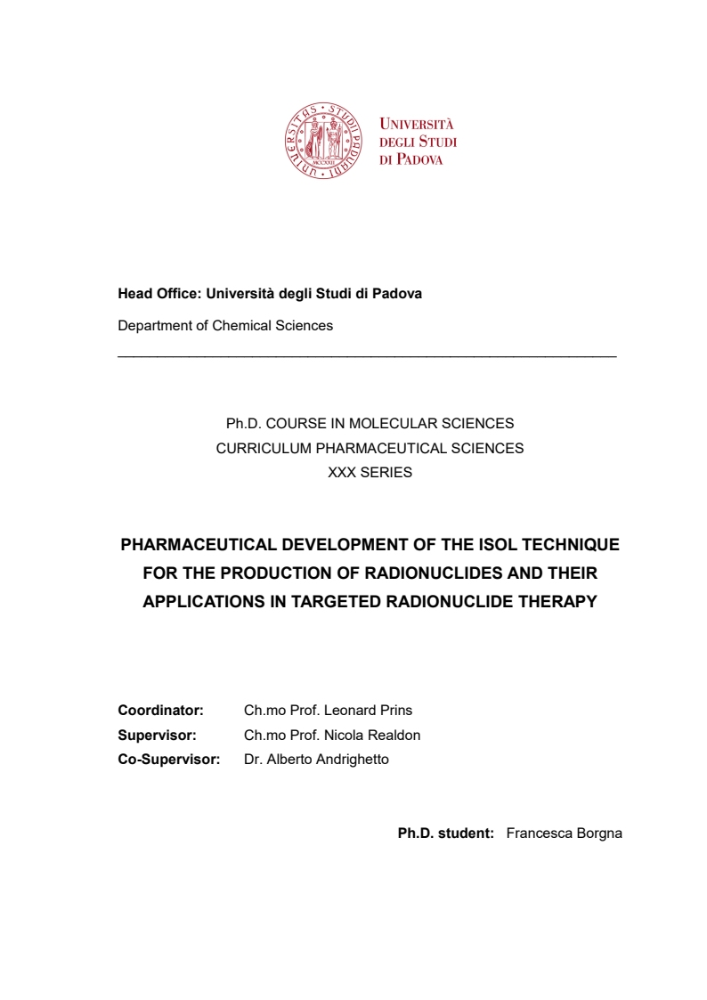 UNIVERSITAS STUDII PADUANI
MCCXXII
UNIVERSITÀ
DEGLI STUDI
DI PADOVA
Head Office: Università degli Studi di Padova
Department of Chemical Sciences
Ph.D. COURSE IN MOLECULAR SCIENCES
CURRICULUM PHARMACEUTICAL SCIENCES
XXX SERIES
PHARMACEUTICAL DEVELOPMENT OF THE ISOL TECHNIQUE
FOR THE PRODUCTION OF RADIONUCLIDES AND THEIR
APPLICATIONS IN TARGETED RADIONUCLIDE THERAPY
Coordinator: Ch.mo Prof. Leonard Prins
Supervisor: Ch.mo Prof. Nicola Realdon
Co-Supervisor: Dr. Alberto Andrighetto
Ph.D. student: Francesca Borgna